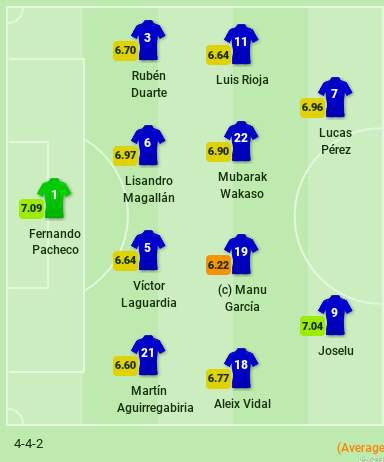 3
6.70
Rubén
Duarte
11
6.64
Luis Rioja
7
6.96
Lucas
Pérez
6
6.97
Lisandro
Magallán
22
6.90
Mubarak
Wakaso
1
7.09
Fernando
Pacheco
5
6.64
Víctor
Laguardia
19
6.22
(c) Manu
García
9
7.04
Joselu
21
6.60
Martín
Aguirregabiria
18
6.77
Aleix Vidal
4-4-2
(Average